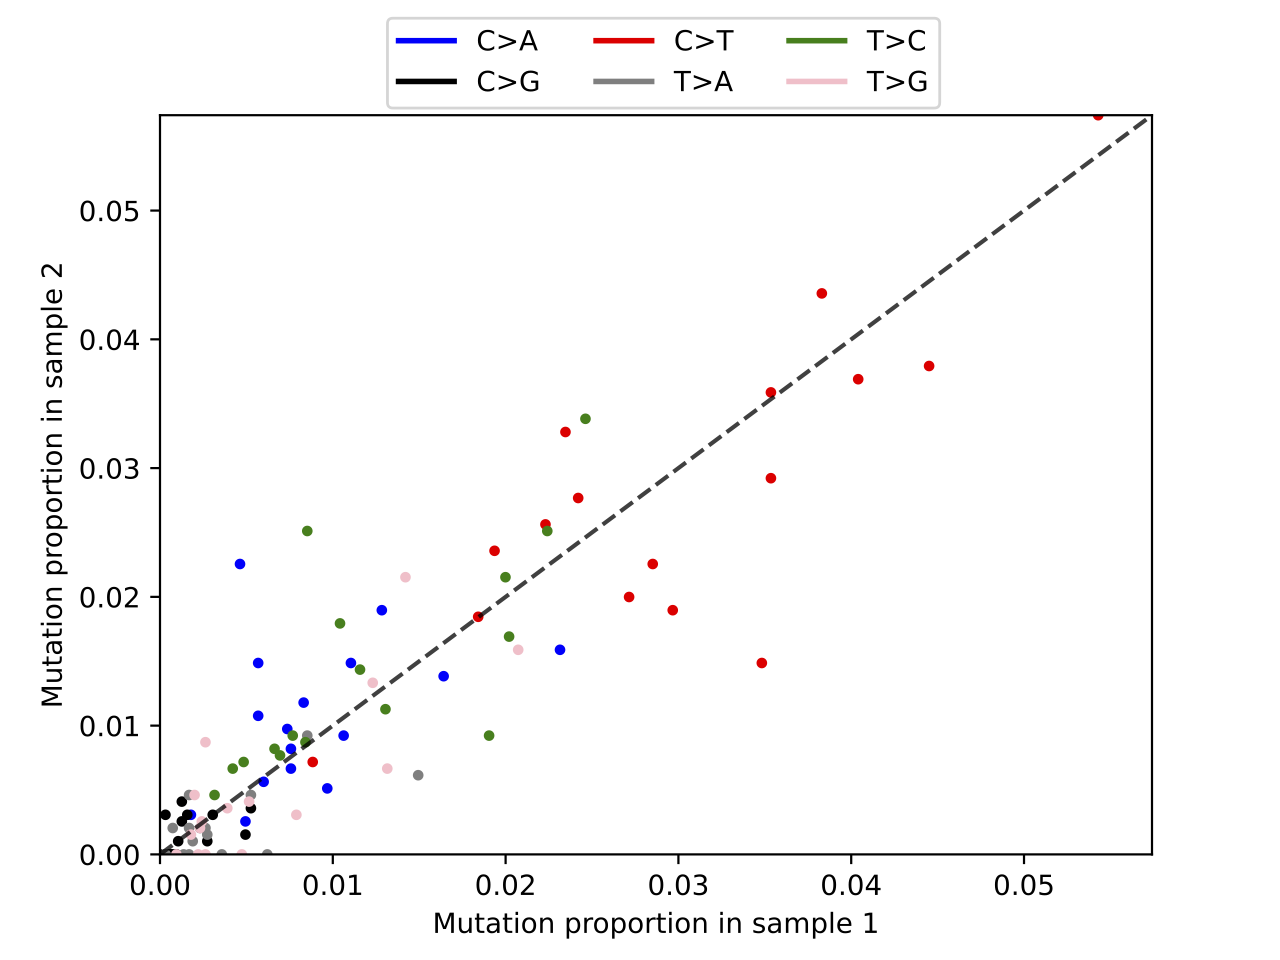 C>A C>T T>C
C>G T>A T>G
0.05
0.04
0.03
0.02
0.01
0.00
Mutation proportion in sample 2
0.00 0.01 0.02 0.03 0.04 0.05
Mutation proportion in sample 1